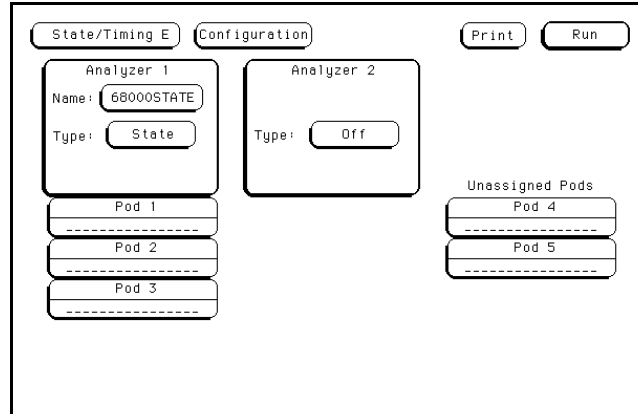 State/Timing E Configuration Print Run
Analyzer 1 Analyzer 2
Name: 68000STATE
Type: State Type: Off
Unassigned Pods
Pod 1 Pod 4
----------------
----------------
Pod 2 Pod 5
----------------
----------------
Pod 3
----------------